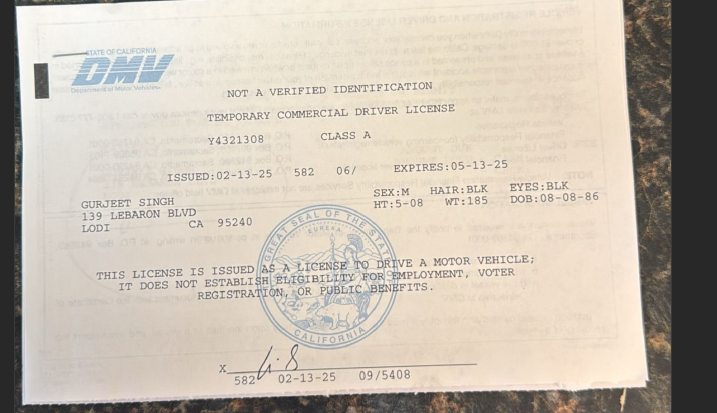 STATE OF CALIFORNIA
DMV
Department of Motor Vehicles
NOT A VERIFIED IDENTIFICATION
TEMPORARY COMMERCIAL DRIVER LICENSE
Y4321308 CLASS A
ISSUED:02-13-25 582 06/ EXPIRES:05-13-25
GURJEET SINGH
139 LEBARON BLVD
LODI CA 95240
SEX:M HAIR:BLK EYES:BLK
HT:5-08 WT:185 DOB:08-08-86
GREAT SEAL OF THE STATE
EUREKA
THIS LICENSE IS ISSUED AS A LICENSE TO DRIVE A MOTOR VEHICLE;
IT DOES NOT ESTABLISH ELIGIBILITY FOR EMPLOYMENT, VOTER
REGISTRATION, OR PUBLIC BENEFITS.
CALIFORNIA
X
582 02-13-25 09/5408